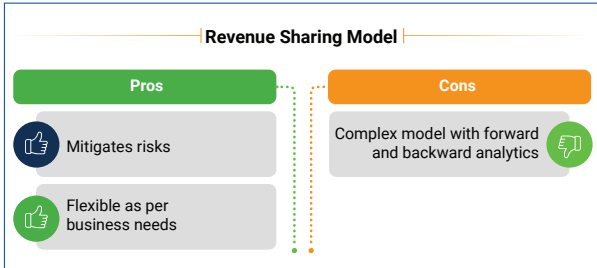 Revenue Sharing Model
Pros
Mitigates risks
Flexible as per
business needs
Cons
Complex model with forward
and backward analytics